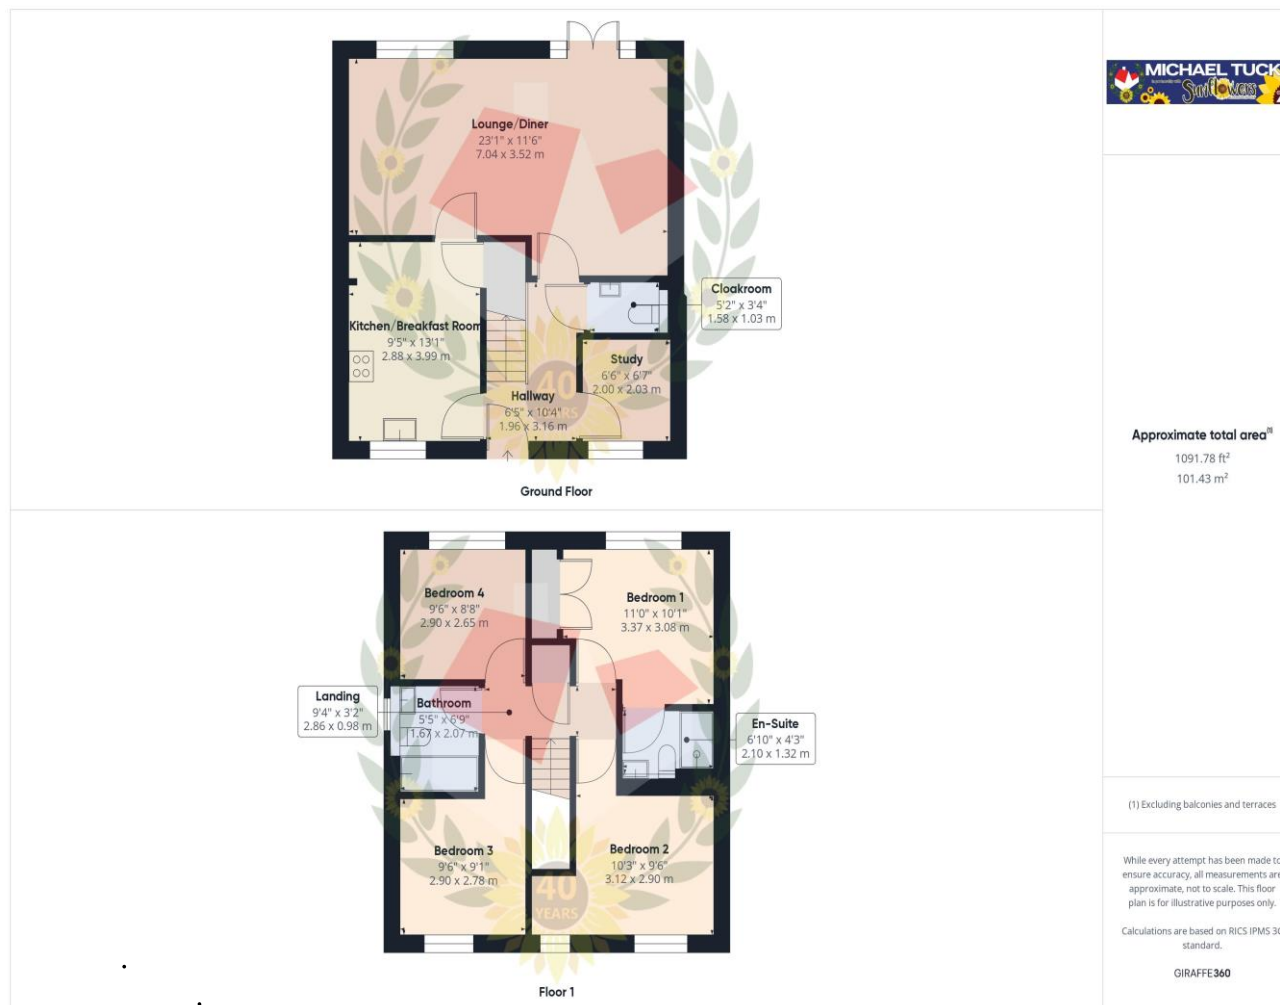 MICHAEL TUCK
Sunflowers
Lounge/Diner
23'1" x 11'6"
7.04 x 3.52 m
Cloakroom
5'2" x 3'4"
1.58 x 1.03 m
Kitchen/Breakfast Room
9'5" x 13'1"
2.88 x 3.99 m
Study
6'6" x 6'7"
2.00 x 2.03 m
Hallway
6'5" x 10'4"
1.96 x 3.16 m
40
YEARS
Ground Floor
Approximate total area(1)
1091.78 ft²
101.43 m²
Bedroom 4
9'6" x 8'8"
2.90 x 2.65 m
Bedroom 1
11'0" x 10'1"
3.37 x 3.08 m
Landing
9'4" x 3'2"
2.86 x 0.98 m
Bathroom
5'5" x 6'9"
1.67 x 2.07 m
En-Suite
6'10" x 4'3"
2.10 x 1.32 m
Bedroom 3
9'6" x 9'1"
2.90 x 2.78 m
Bedroom 2
10'3" x 9'6"
3.12 x 2.90 m
40
YEARS
Floor 1
(1) Excluding balconies and terraces
While every attempt has been made to
ensure accuracy, all measurements are
approximate, not to scale. This floor
plan is for illustrative purposes only.
Calculations are based on RICS IPMS 3C
standard.
GIRAFFE360